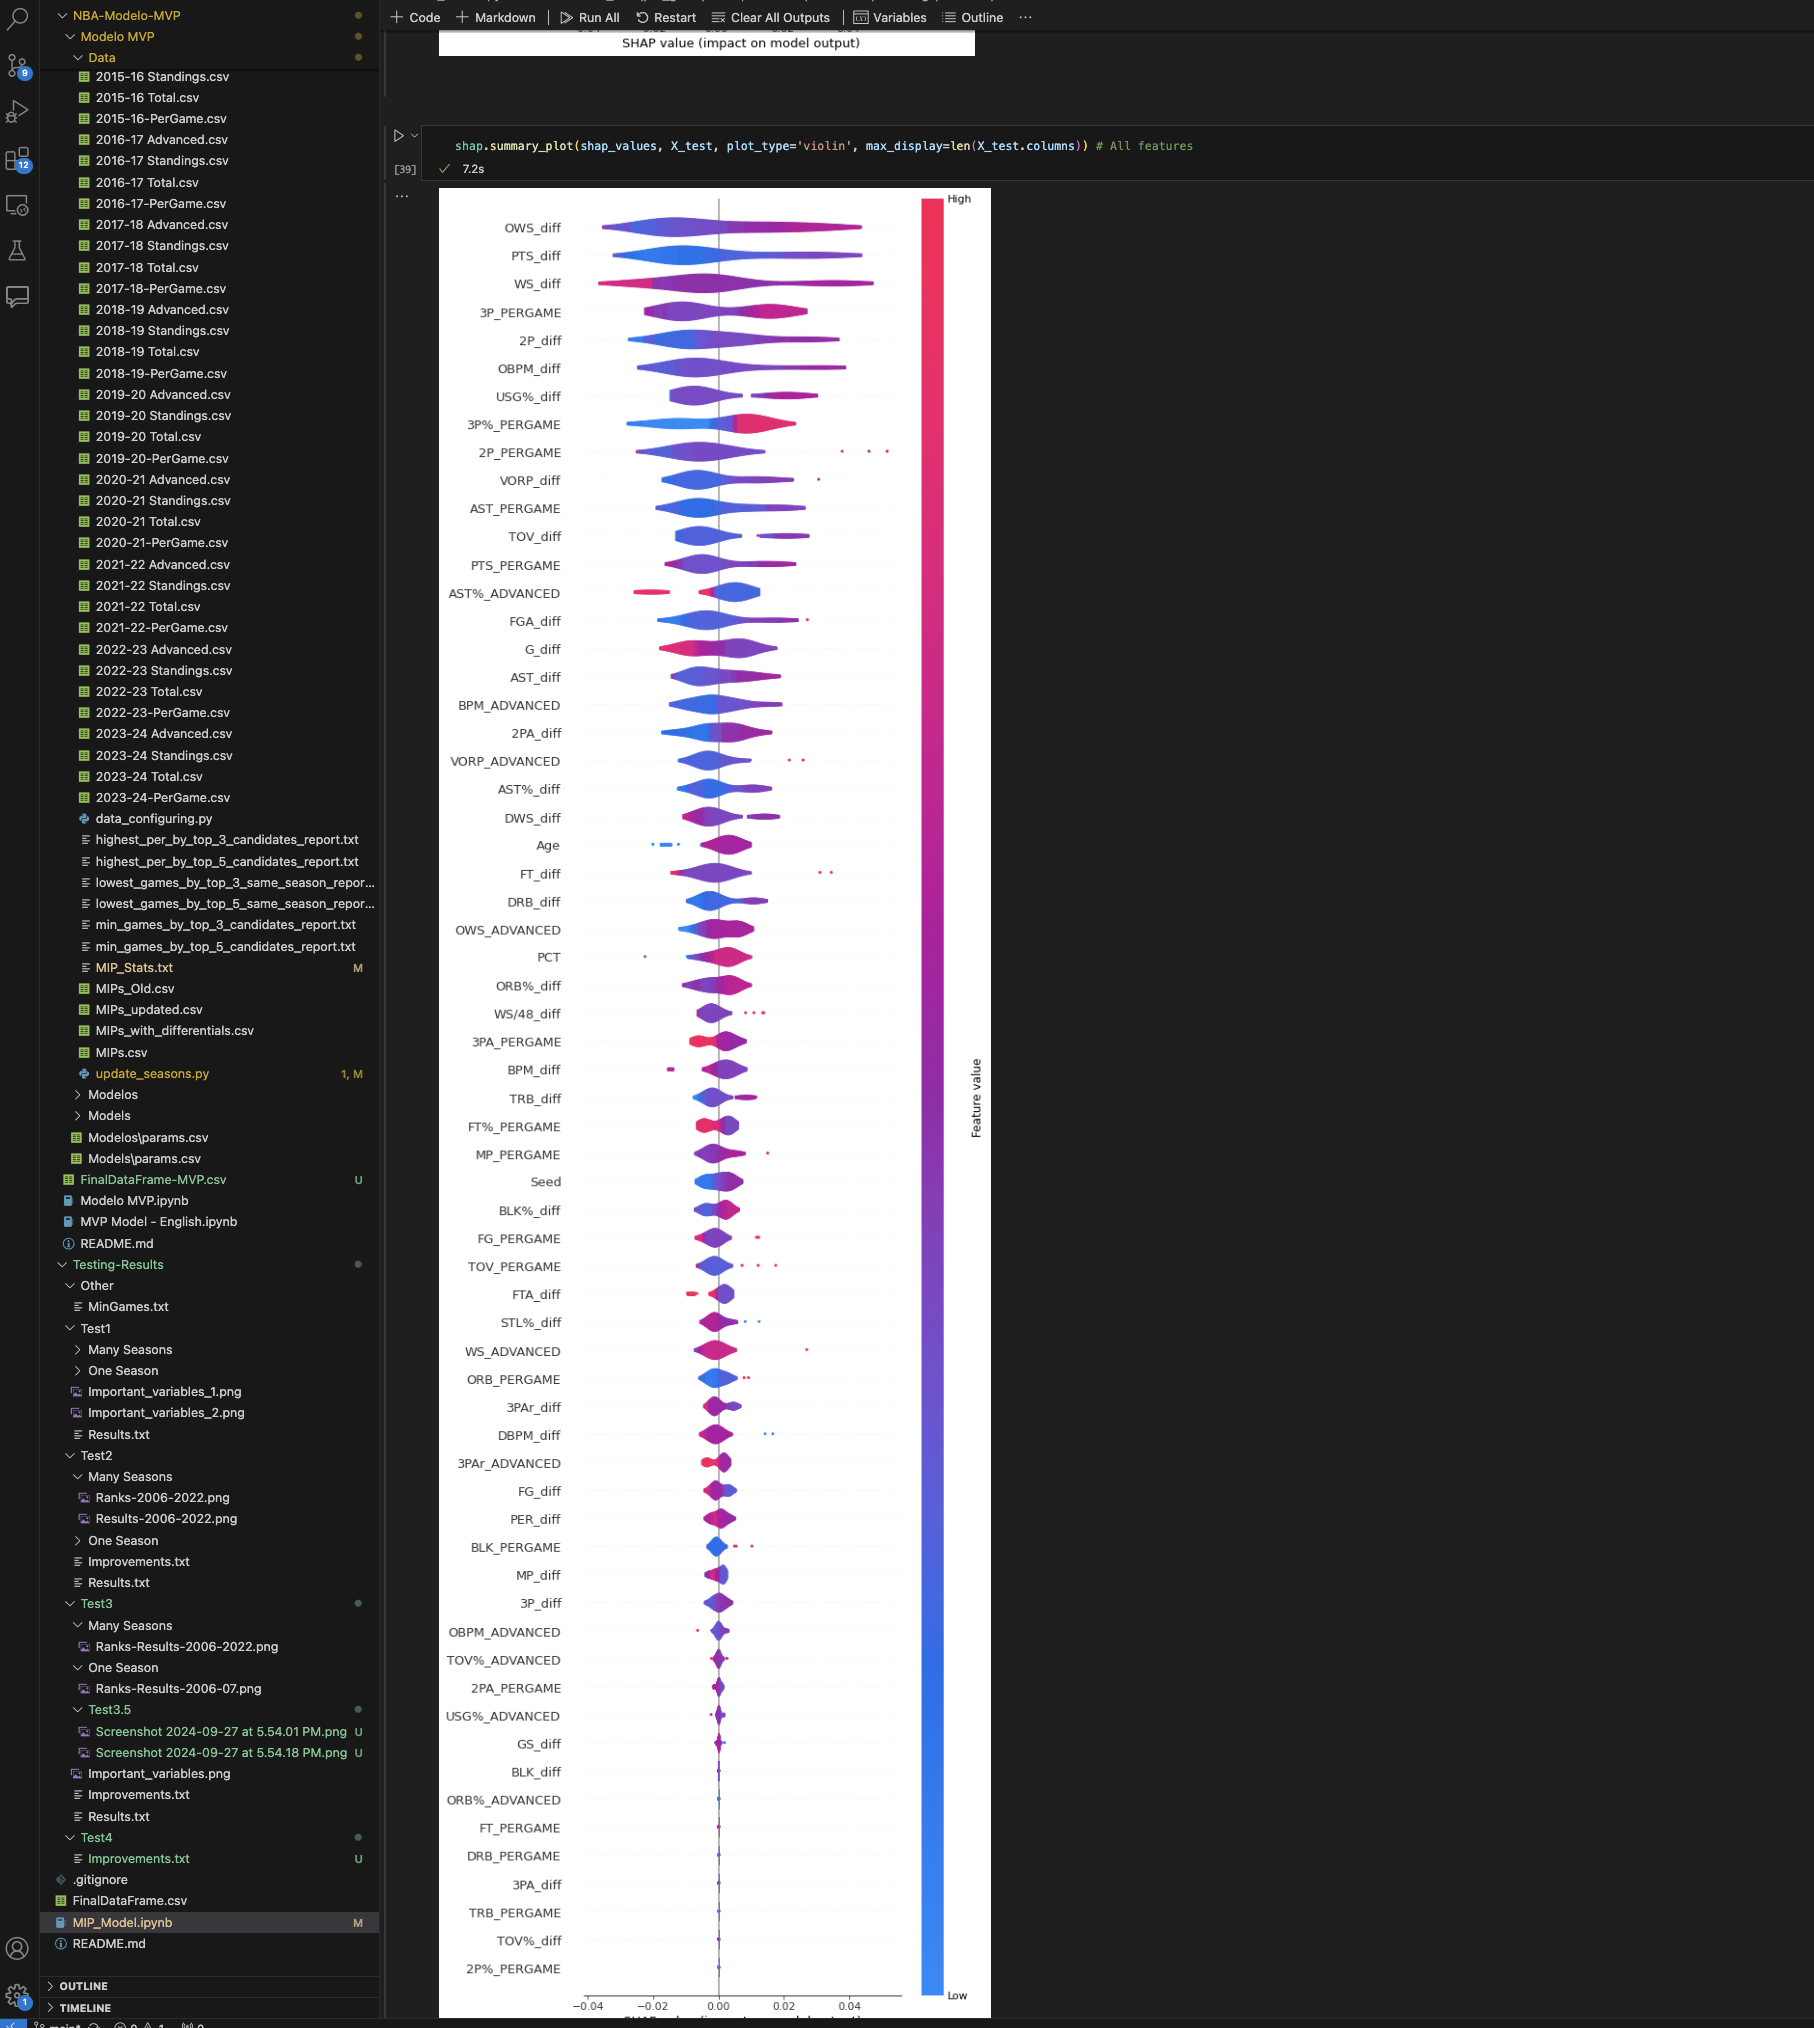 NBA-Modelo-MVP
Modelo MVP
Data
2015-16 Standings.csv
2015-16 Total.csv
2015-16-PerGame.csv
2016-17 Advanced.csv
2016-17 Standings.csv
2016-17 Total.csv
2016-17-PerGame.csv
2017-18 Advanced.csv
2017-18 Standings.csv
2017-18 Total.csv
2017-18-PerGame.csv
2018-19 Advanced.csv
2018-19 Standings.csv
2018-19 Total.csv
2018-19-PerGame.csv
2019-20 Advanced.csv
2019-20 Standings.csv
2019-20 Total.csv
2019-20-PerGame.csv
2020-21 Advanced.csv
2020-21 Standings.csv
2020-21 Total.csv
2020-21-PerGame.csv
2021-22 Advanced.csv
2021-22 Standings.csv
2021-22 Total.csv
2021-22-PerGame.csv
2022-23 Advanced.csv
2022-23 Standings.csv
2022-23 Total.csv
2022-23-PerGame.csv
2023-24 Advanced.csv
2023-24 Standings.csv
2023-24 Total.csv
2023-24-PerGame.csv
data_configuring.py
highest_per_by_top_3_candidates_report.txt
highest_per_by_top_5_candidates_report.txt
lowest_games_by_top_3_same_season_repor...
lowest_games_by_top_5_same_season_repor...
min_games_by_top_3_candidates_report.txt
min_games_by_top_5_candidates_report.txt
MIP_Stats.txt M
MIPs_Old.csv
MIPs_updated.csv
MIPs_with_differentials.csv
MIPs.csv
update_seasons.py 1, M
Modelos
Models
Modelos\params.csv
Models\params.csv
FinalDataFrame-MVP.csv U
Modelo MVP.ipynb
MVP Model - English.ipynb
README.md
Testing-Results
Other
MinGames.txt
Test1
Many Seasons
One Season
Important_variables_1.png
Important_variables_2.png
Results.txt
Test2
Many Seasons
Ranks-2006-2022.png
Results-2006-2022.png
One Season
Improvements.txt
Results.txt
Test3
Many Seasons
Ranks-Results-2006-2022.png
One Season
Ranks-Results-2006-07.png
Test3.5
Screenshot 2024-09-27 at 5.54.01 PM.png U
Screenshot 2024-09-27 at 5.54.18 PM.png U
Important_variables.png
Improvements.txt
Results.txt
Test4
Improvements.txt U
.gitignore
FinalDataFrame.csv
MIP_Model.ipynb M
README.md
OUTLINE
TIMELINE
9
12
1
Code Markdown Run All Restart Clear All Outputs Variables Outline ...
SHAP value (impact on model output)
shap.summary_plot(shap_values, X_test, plot_type='violin', max_display=len(X_test.columns)) # All features
[39] 7.2s
...
High
OWS_diff
PTS_diff
WS_diff
3P_PERGAME
2P_diff
OBPM_diff
USG%_diff
3P%_PERGAME
2P_PERGAME
VORP_diff
AST_PERGAME
TOV_diff
PTS_PERGAME
AST%_ADVANCED
FGA_diff
G_diff
AST_diff
BPM_ADVANCED
2PA_diff
VORP_ADVANCED
AST%_diff
DWS_diff
Age
FT_diff
DRB_diff
OWS_ADVANCED
PCT
ORB%_diff
WS/48_diff
3PA_PERGAME
BPM_diff
TRB_diff
FT%_PERGAME
MP_PERGAME
Seed
BLK%_diff
FG_PERGAME
TOV_PERGAME
FTA_diff
STL%_diff
WS_ADVANCED
ORB_PERGAME
3PAr_diff
DBPM_diff
3PAr_ADVANCED
FG_diff
PER_diff
BLK_PERGAME
MP_diff
3P_diff
OBPM_ADVANCED
TOV%_ADVANCED
2PA_PERGAME
USG%_ADVANCED
GS_diff
BLK_diff
ORB%_ADVANCED
FT_PERGAME
DRB_PERGAME
3PA_diff
TRB_PERGAME
TOV%_diff
2P%_PERGAME
Feature value
Low
−0.04 −0.02 0.00 0.02 0.04